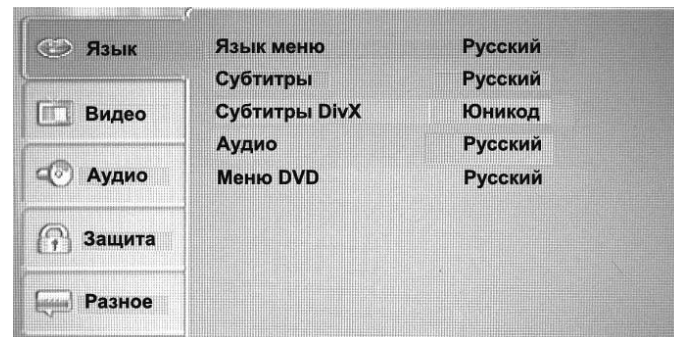 Язык
Видео
Аудио
Защита
Разное
Язык меню Русский
Субтитры Русский
Субтитры DivX Юникод
Аудио Русский
Меню DVD Русский